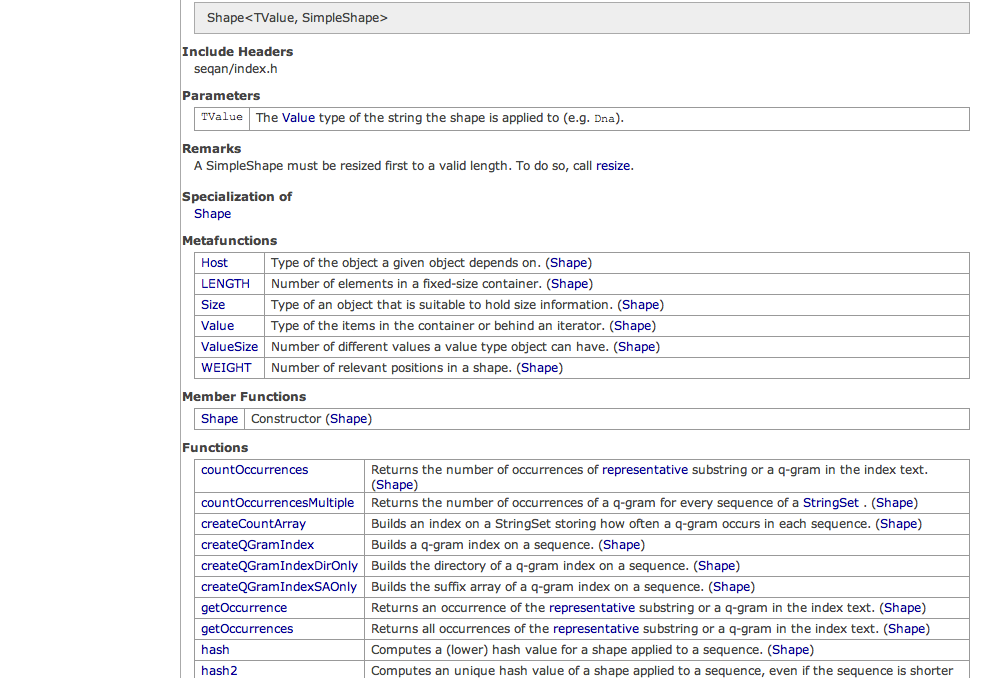 Shape<TValue, SimpleShape>
Include Headers
seqan/index.h
Parameters
TValue The Value type of the string the shape is applied to (e.g. Dna).
Remarks
A SimpleShape must be resized first to a valid length. To do so, call resize.
Specialization of
Shape
Metafunctions
Host Type of the object a given object depends on. (Shape)
LENGTH Number of elements in a fixed-size container. (Shape)
Size Type of an object that is suitable to hold size information. (Shape)
Value Type of the items in the container or behind an iterator. (Shape)
ValueSize Number of different values a value type object can have. (Shape)
WEIGHT Number of relevant positions in a shape. (Shape)
Member Functions
Shape Constructor (Shape)
Functions
countOccurrences Returns the number of occurrences of representative substring or a q-gram in the index text.
(Shape)
countOccurrencesMultiple Returns the number of occurrences of a q-gram for every sequence of a StringSet . (Shape)
createCountArray Builds an index on a StringSet storing how often a q-gram occurs in each sequence. (Shape)
createQGramIndex Builds a q-gram index on a sequence. (Shape)
createQGramIndexDirOnly Builds the directory of a q-gram index on a sequence. (Shape)
createQGramIndexSAOnly Builds the suffix array of a q-gram index on a sequence. (Shape)
getOccurrence Returns an occurrence of the representative substring or a q-gram in the index text. (Shape)
getOccurrences Returns all occurrences of the representative substring or a q-gram in the index text. (Shape)
hash Computes a (lower) hash value for a shape applied to a sequence. (Shape)
hash2 Computes an unique hash value of a shape applied to a sequence, even if the sequence is shorter